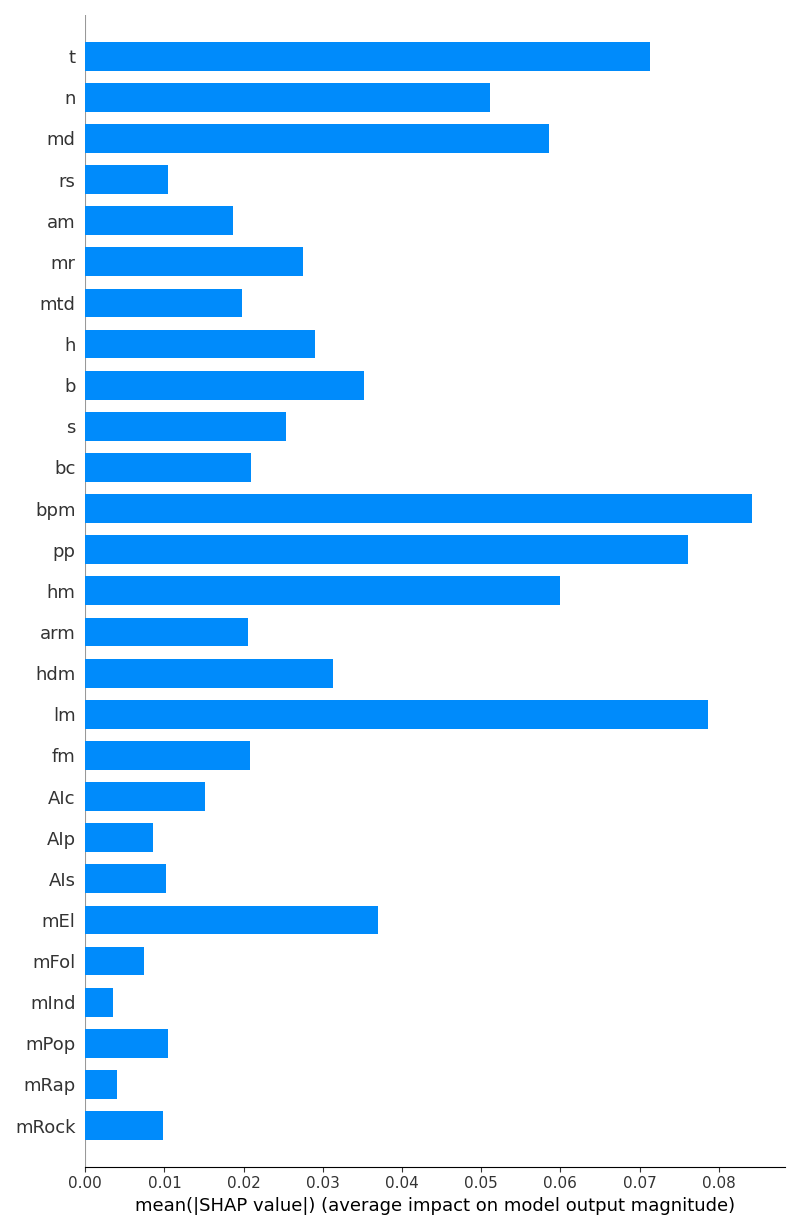 t
n
md
rs
am
mr
mtd
h
b
s
bc
bpm
pp
hm
arm
hdm
lm
fm
AIc
AIp
AIs
mEl
mFol
mInd
mPop
mRap
mRock
0.00 0.01 0.02 0.03 0.04 0.05 0.06 0.07 0.08
mean(|SHAP value|) (average impact on model output magnitude)